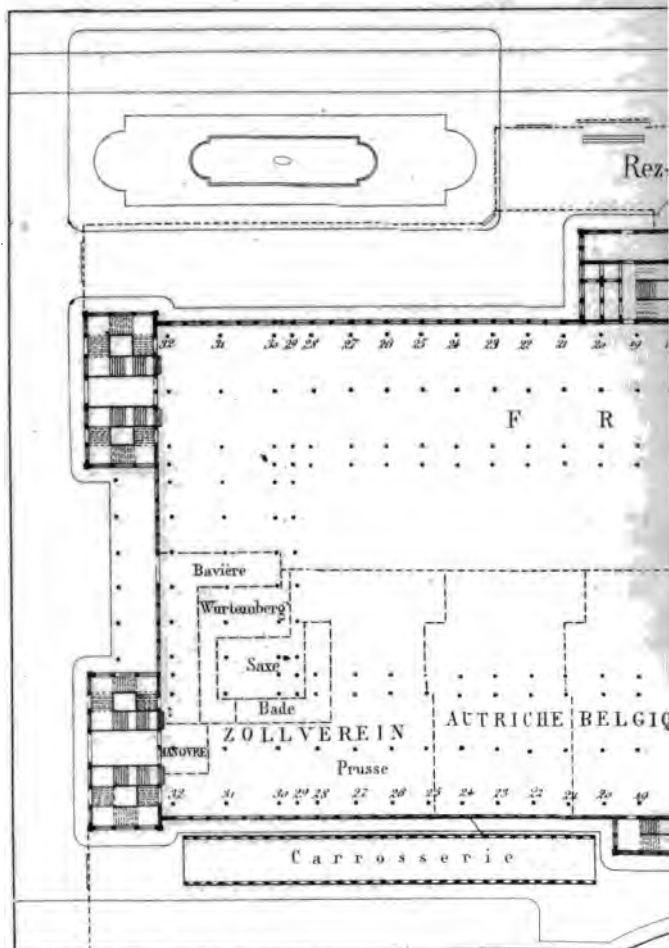 Rez-
32 31 30 29 28 27 26 25 24 23 22 21 20 19
F R
Bavière
Wurtemberg
Saxe
Bade
ZOLLVEREIN AUTRICHE BELGIQ
HANOVRE
Prusse
32 31 30 29 28 27 26 25 24 23 22 21 20 19
Carrosserie